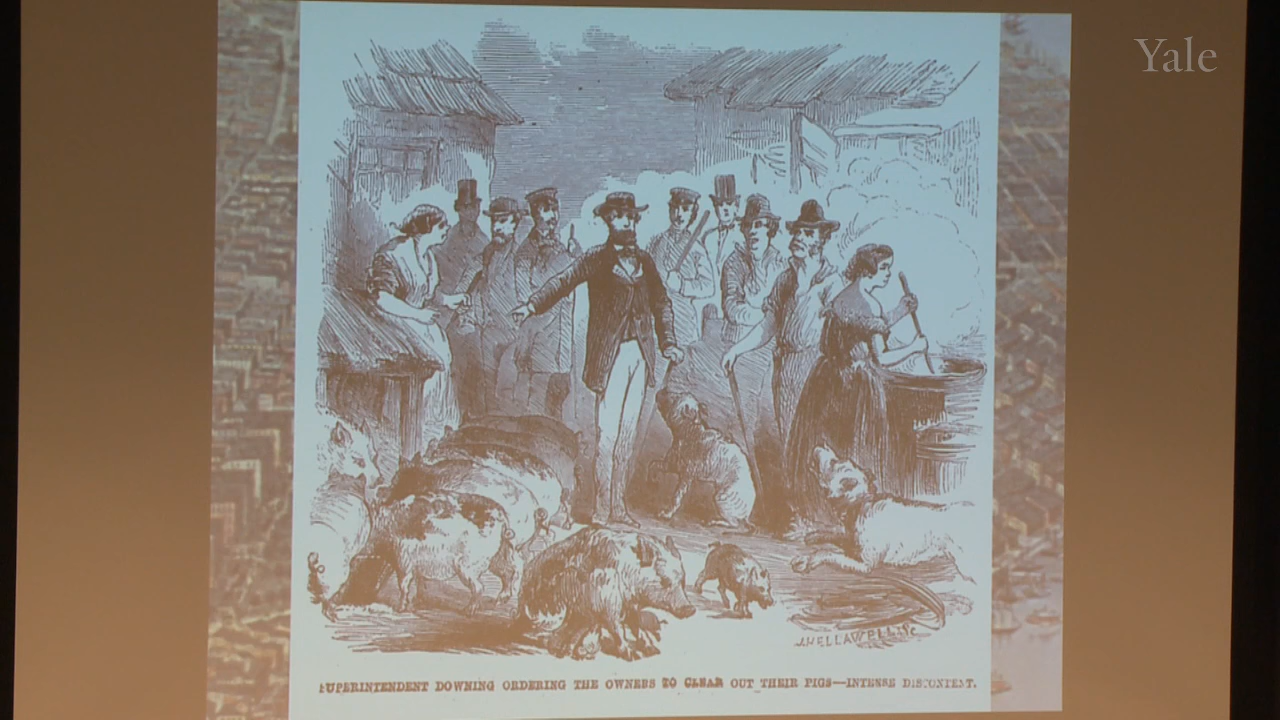 Yale
J. HELLAWELL. Sc
SUPERINTENDENT DOWNING ORDERING THE OWNERS TO CLEAR OUT THEIR PIGS—INTENSE DISCONTENT.